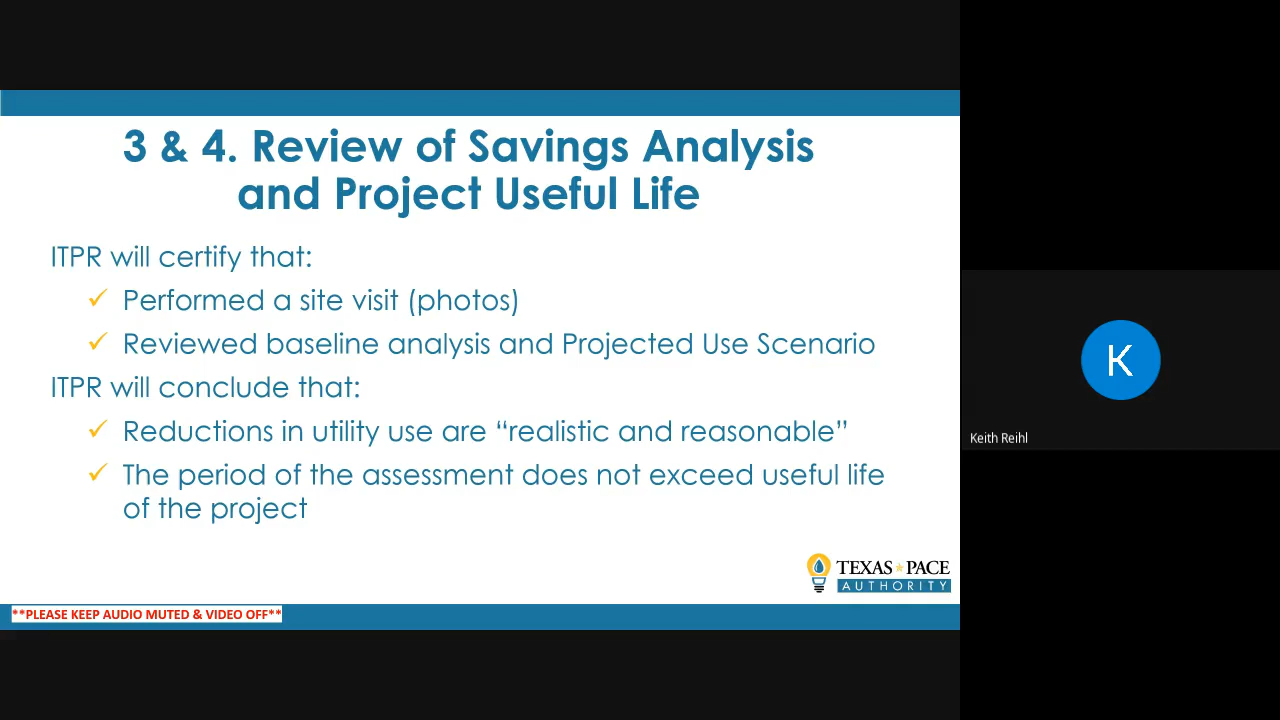 3 & 4. Review of Savings Analysis
and Project Useful Life
ITPR will certify that:
✓ Performed a site visit (photos)
✓ Reviewed baseline analysis and Projected Use Scenario
ITPR will conclude that:
✓ Reductions in utility use are “realistic and reasonable”
✓ The period of the assessment does not exceed useful life
of the project
TEXAS PACE
AUTHORITY
**PLEASE KEEP AUDIO MUTED & VIDEO OFF**
K
Keith Reihl